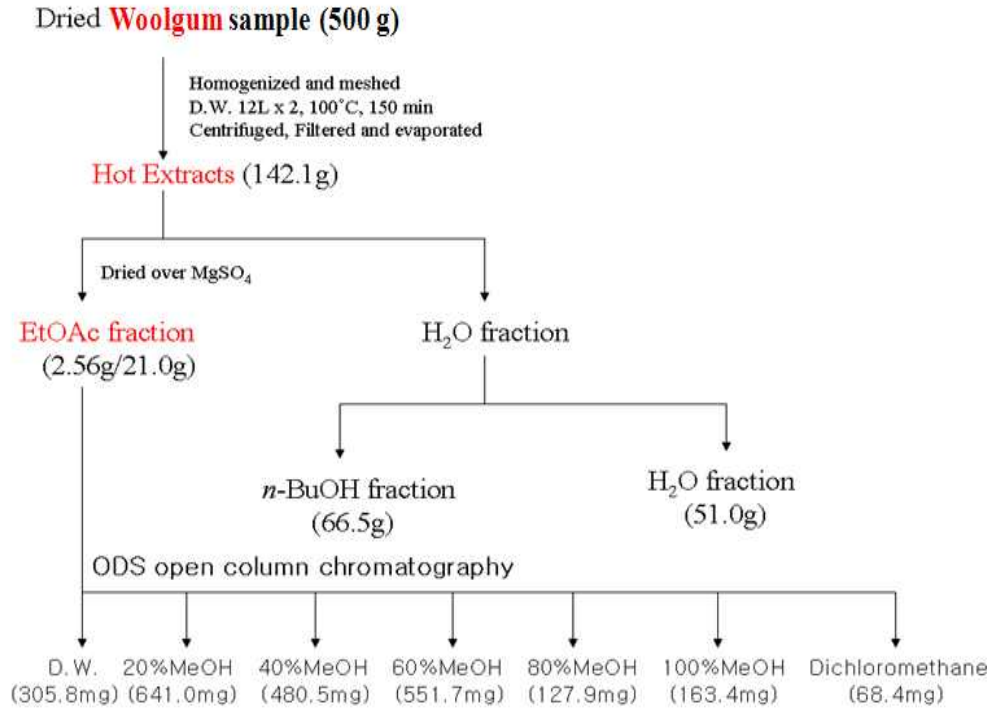 Dried Woolgum sample (500 g)
Homogenized and meshed
D.W. 12L x 2, 100˚C, 150 min
Centrifuged, Filtered and evaporated
Hot Extracts (142.1g)
Dried over MgSO₄
EtOAc fraction
(2.56g/21.0g)
H₂O fraction
n-BuOH fraction
(66.5g)
H₂O fraction
(51.0g)
ODS open column chromatography
D.W. 20%MeOH 40%MeOH 60%MeOH 80%MeOH 100%MeOH Dichloromethane
(305.8mg) (641.0mg) (480.5mg) (551.7mg) (127.9mg) (163.4mg) (68.4mg)